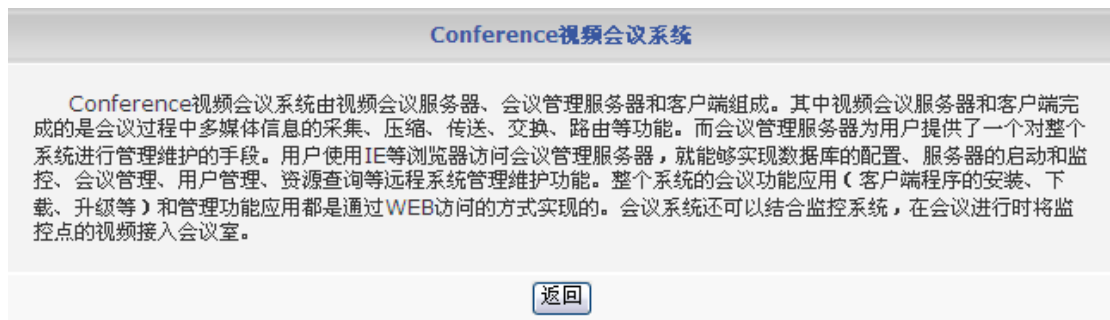 Conference视频会议系统
Conference视频会议系统由视频会议服务器、会议管理服务器和客户端组成。其中视频会议服务器和客户端完
成的是会议过程中多媒体信息的采集、压缩、传送、交换、路由等功能。而会议管理服务器为用户提供了一个对整个
系统进行管理维护的手段。用户使用IE等浏览器访问会议管理服务器，就能够实现数据库的配置、服务器的启动和监
控、会议管理、用户管理、资源查询等远程系统管理维护功能。整个系统的会议功能应用（客户端程序的安装、下
载、升级等）和管理功能应用都是通过WEB访问的方式实现的。会议系统还可以结合监控系统，在会议进行时将监
控点的视频接入会议室。
返回